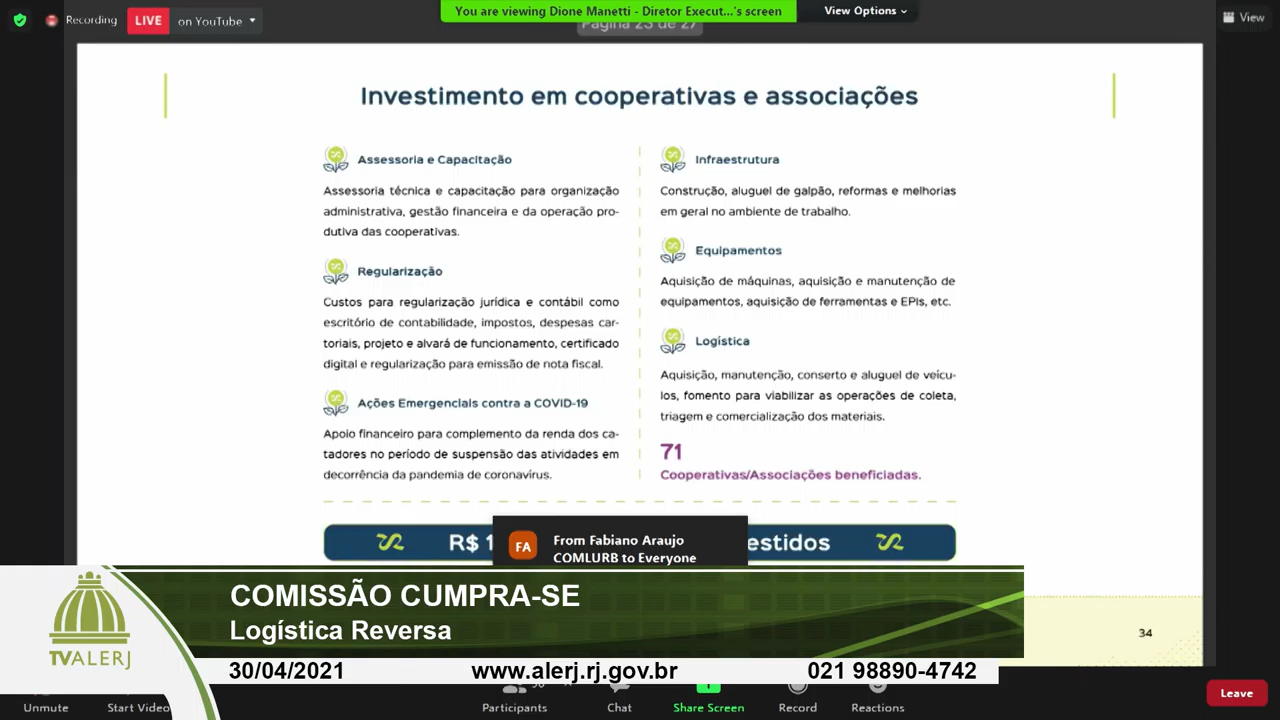 Recording
LIVE on YouTube
You are viewing Dione Manetti - Diretor Execut...'s screen
View Options
View
Página 23 de 27
Investimento em cooperativas e associações
Assessoria e Capacitação
Assessoria técnica e capacitação para organização
administrativa, gestão financeira e da operação pro-
dutiva das cooperativas.
Regularização
Custos para regularização jurídica e contábil como
escritório de contabilidade, impostos, despesas car-
toriais, projeto e alvará de funcionamento, certificado
digital e regularização para emissão de nota fiscal.
Ações Emergenciais contra a COVID-19
Apoio financeiro para complemento da renda dos ca-
tadores no período de suspensão das atividades em
decorrência da pandemia de coronavírus.
Infraestrutura
Construção, aluguel de galpão, reformas e melhorias
em geral no ambiente de trabalho.
Equipamentos
Aquisição de máquinas, aquisição e manutenção de
equipamentos, aquisição de ferramentas e EPIs, etc.
Logística
Aquisição, manutenção, conserto e aluguel de veícu-
los, fomento para viabilizar as operações de coleta,
triagem e comercialização dos materiais.
71
Cooperativas/Associações beneficiadas.
R$ 1
estidos
FA
From Fabiano Araujo
COMLURB to Everyone
34
COMISSÃO CUMPRA-SE
Logística Reversa
TVALERJ
30/04/2021 www.alerj.rj.gov.br 021 98890-4742
Unmute
Start Video
Participants
Chat
Share Screen
Record
Reactions
Leave